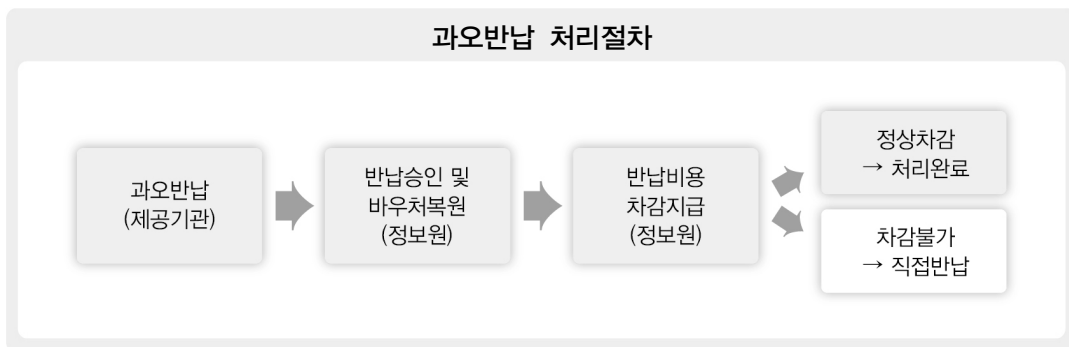 과오반납 처리절차
과오반납
(제공기관)
반납승인 및
바우처복원
(정보원)
반납비용
차감지급
(정보원)
정상차감
→ 처리완료
차감불가
→ 직접반납